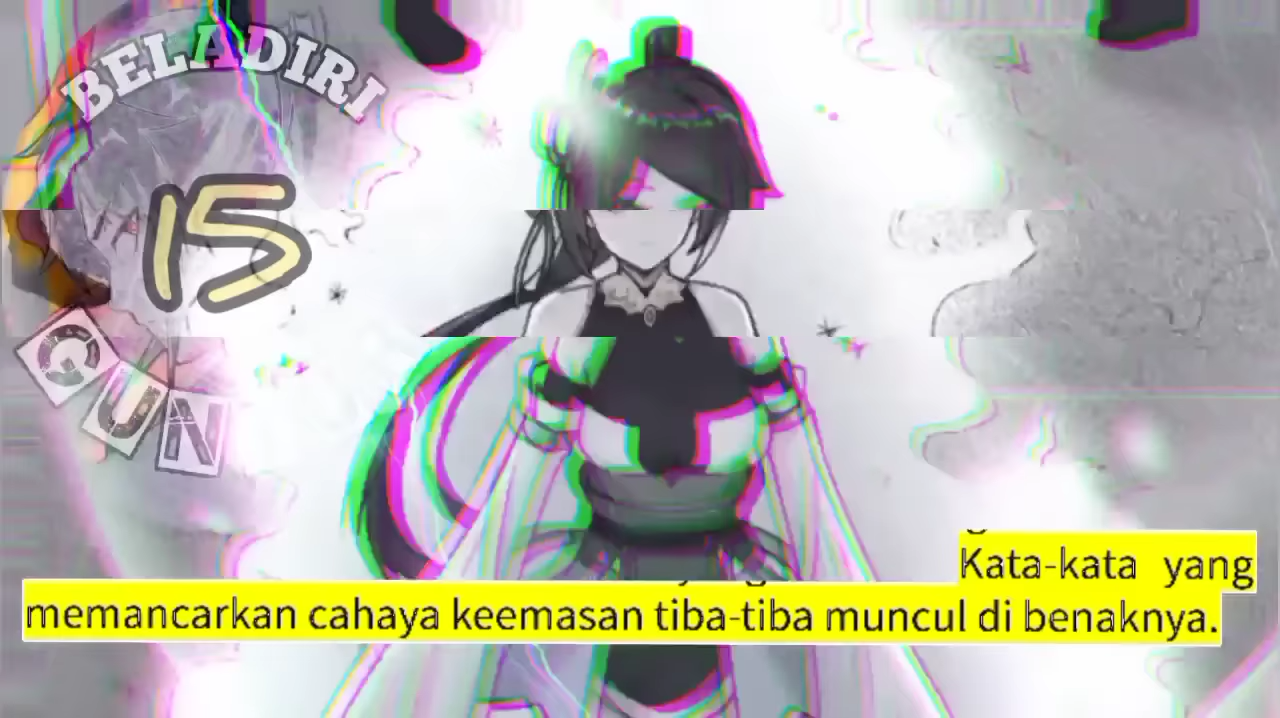 BELADIRI
15
GUN
Kata-kata yang
memancarkan cahaya keemasan tiba-tiba muncul di benaknya.